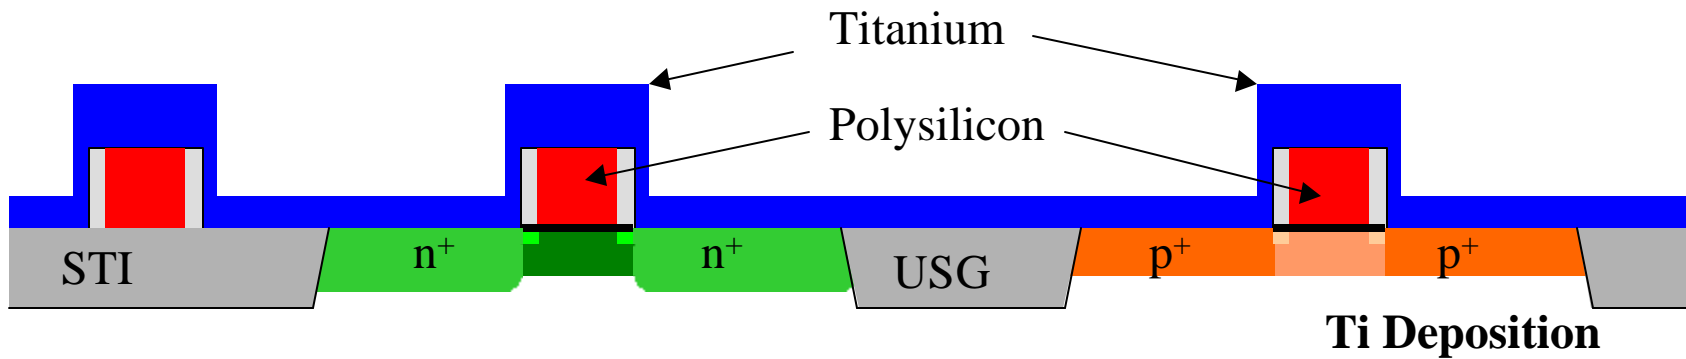 Titanium
Polysilicon
STI
n⁺
n⁺
USG
p⁺
p⁺
Ti Deposition